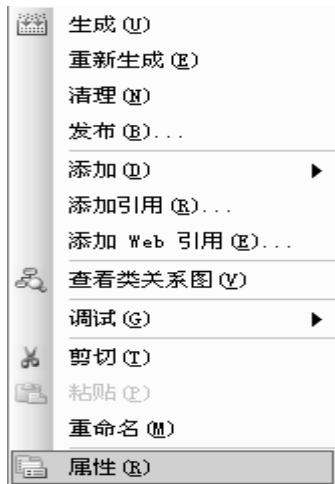 生成(U)
重新生成(E)
清理(N)
发布(B)...
添加(D)
添加引用(R)...
添加 Web 引用(E)...
查看类关系图(V)
调试(G)
剪切(T)
粘贴(P)
重命名(M)
属性(R)